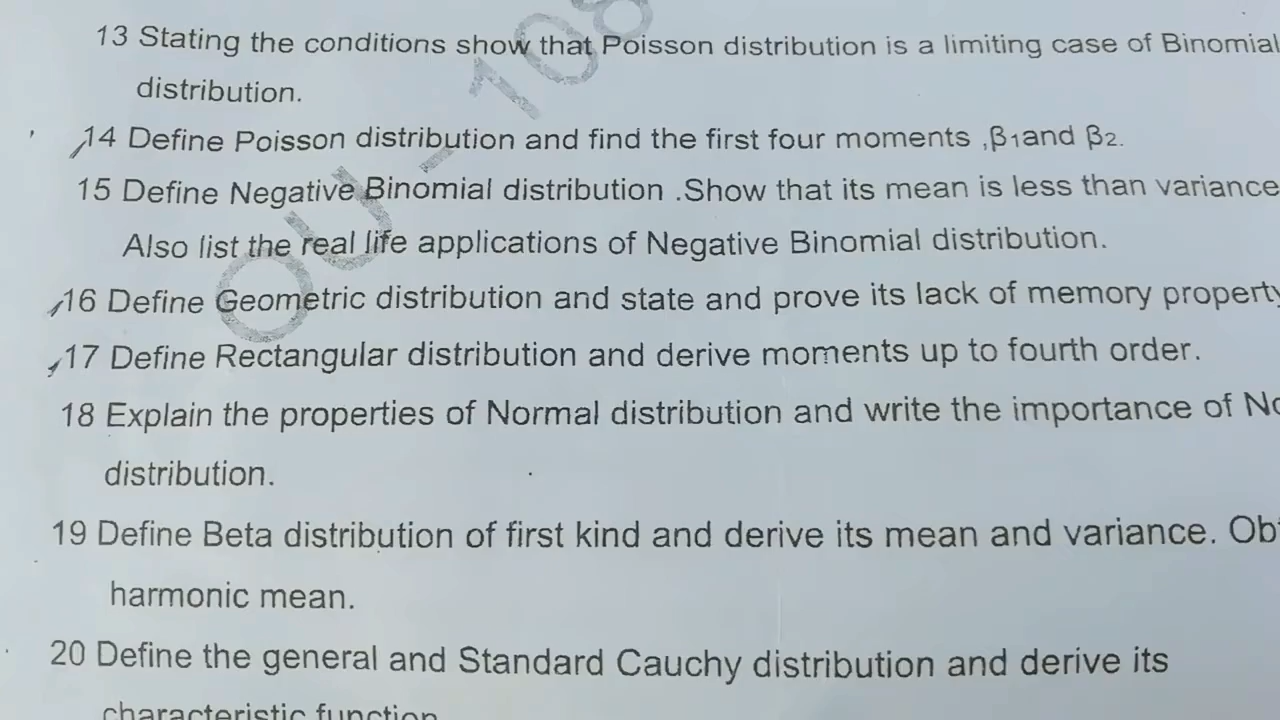 13 Stating the conditions show that Poisson distribution is a limiting case of Binomial
distribution.
14 Define Poisson distribution and find the first four moments ,β1and β2.
15 Define Negative Binomial distribution .Show that its mean is less than variance
Also list the real life applications of Negative Binomial distribution.
16 Define Geometric distribution and state and prove its lack of memory property
17 Define Rectangular distribution and derive moments up to fourth order.
18 Explain the properties of Normal distribution and write the importance of No
distribution.
19 Define Beta distribution of first kind and derive its mean and variance. Ob
harmonic mean.
20 Define the general and Standard Cauchy distribution and derive its
characteristic function
OU - 108